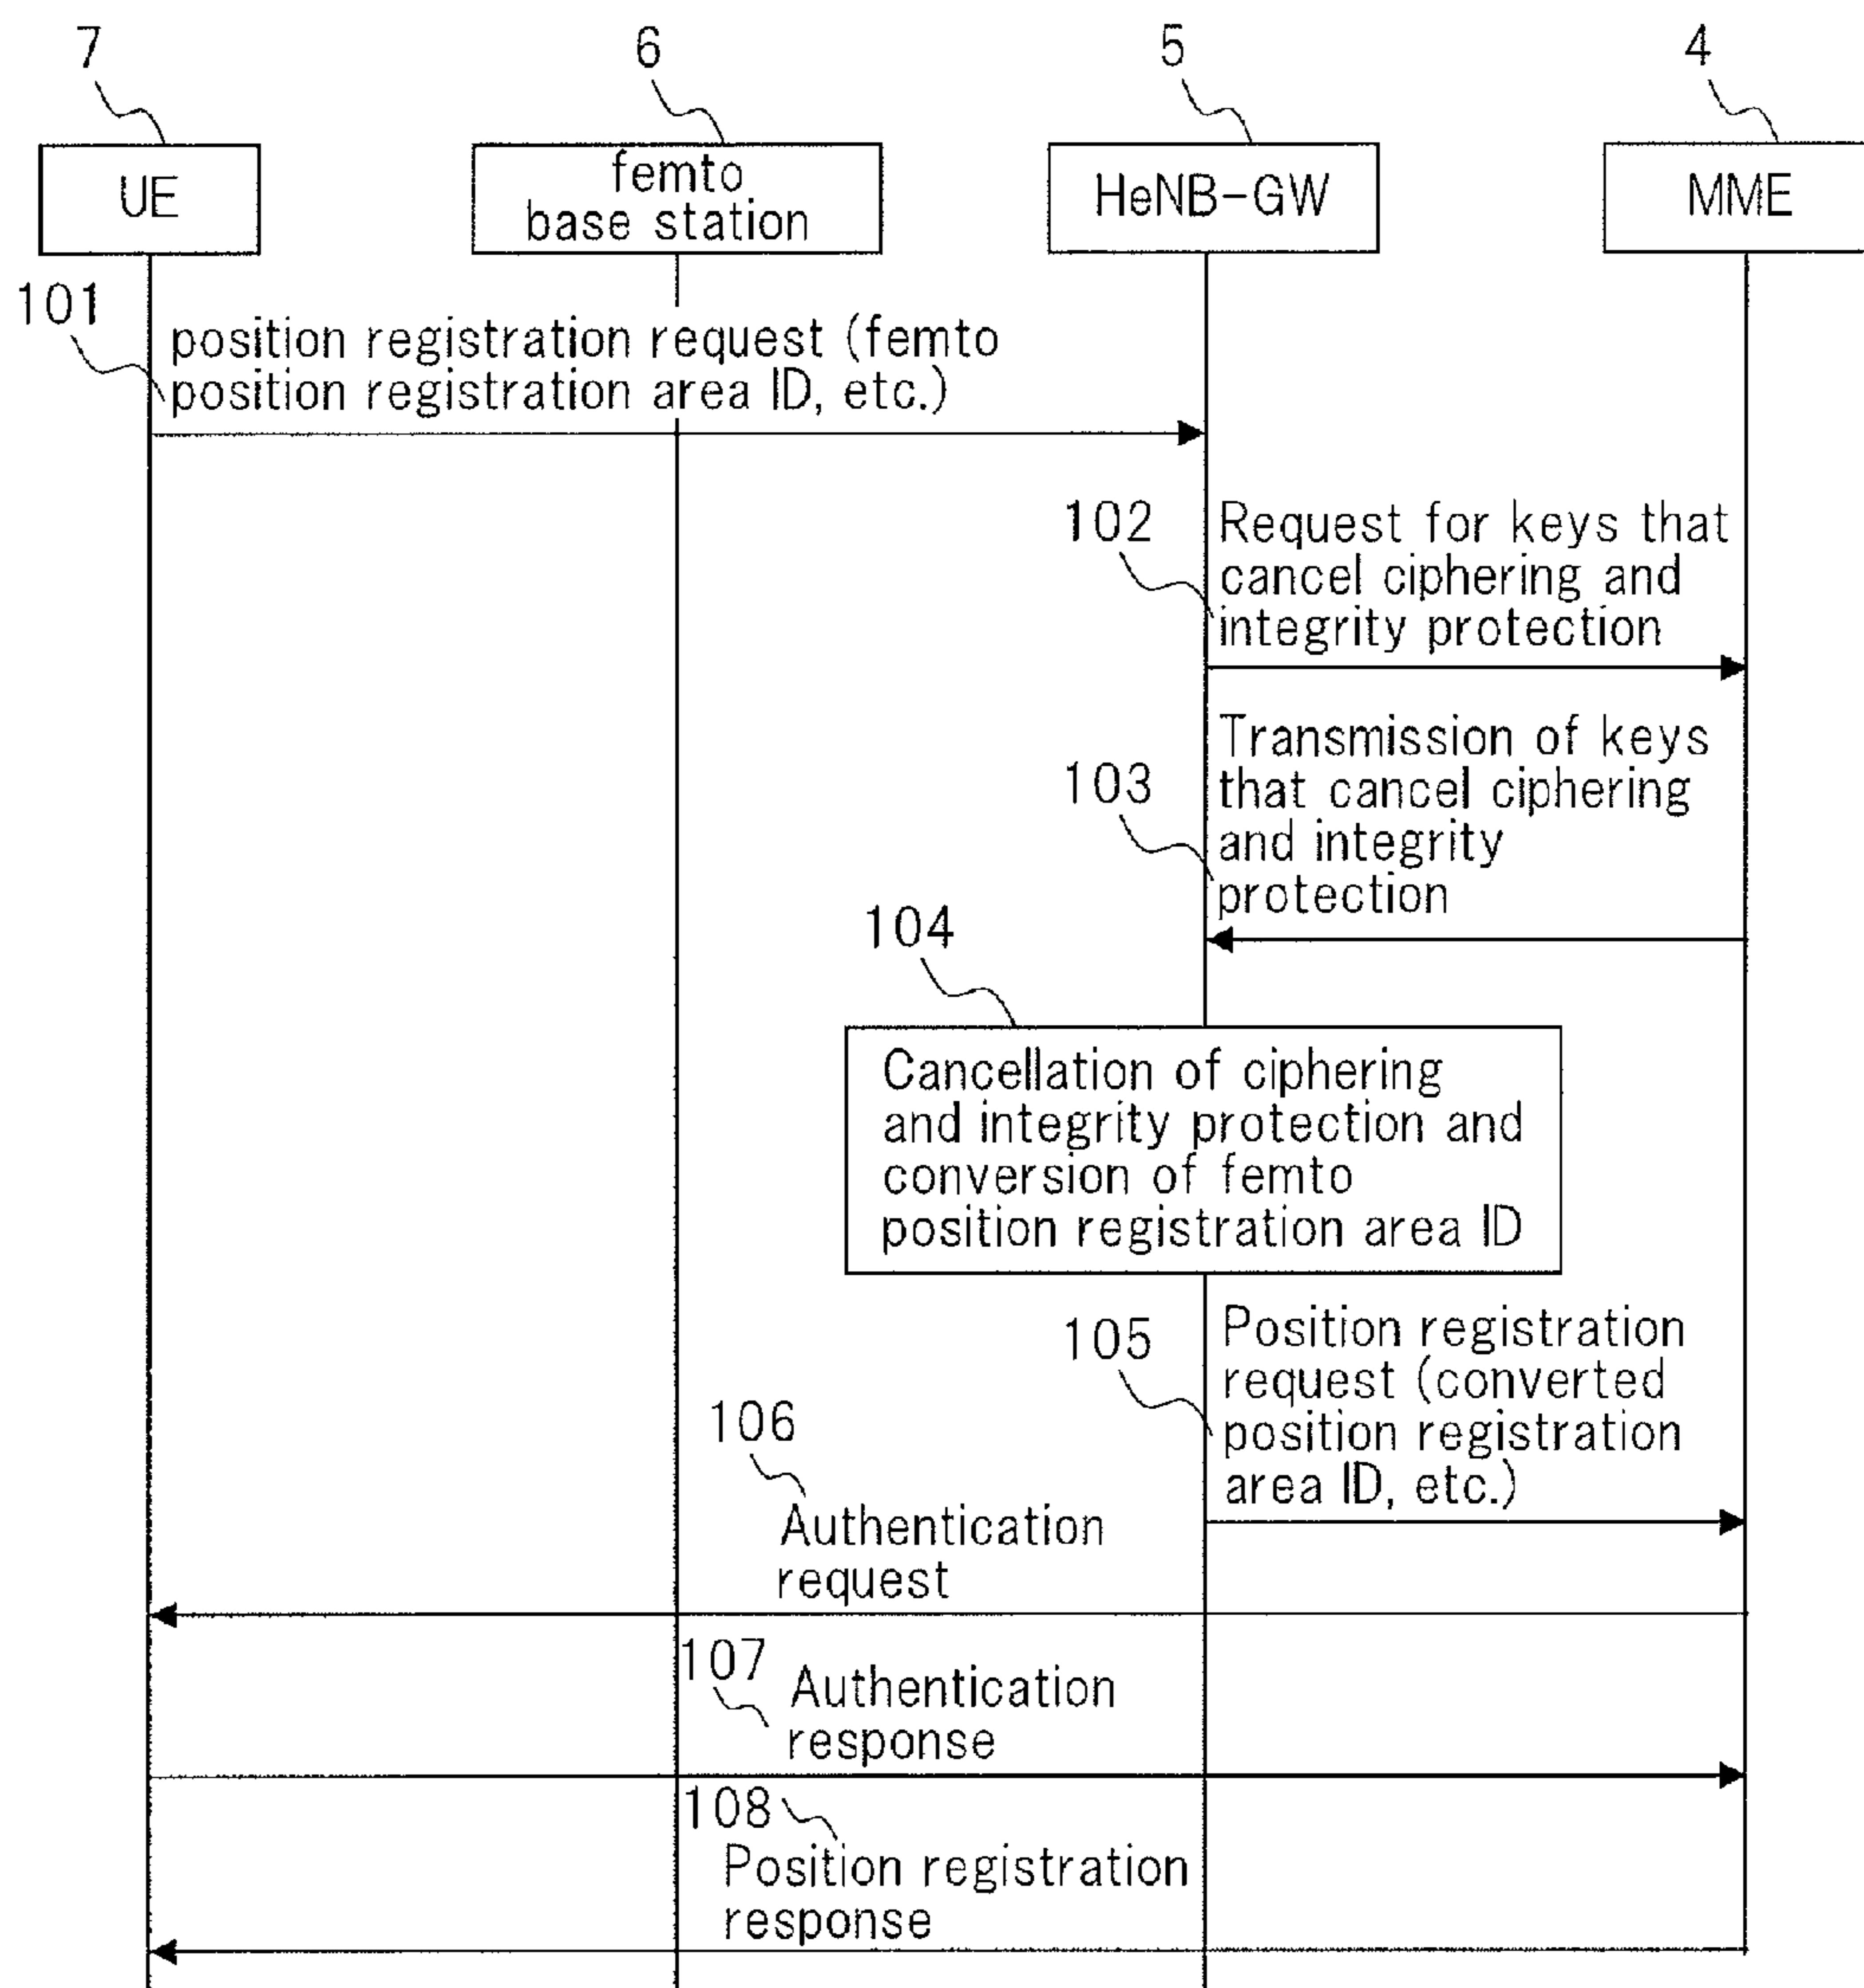 7
6
5
4
UE
femto
base station
HeNB-GW
MME
101
position registration request (femto
position registration area ID, etc.)
102
Request for keys that
cancel ciphering and
integrity protection
103
Transmission of keys
that cancel ciphering
and integrity
protection
104
Cancellation of ciphering
and integrity protection and
conversion of femto
position registration area ID
105
Position registration
request (converted
position registration
area ID, etc.)
106
Authentication
request
107
Authentication
response
108
Position registration
response